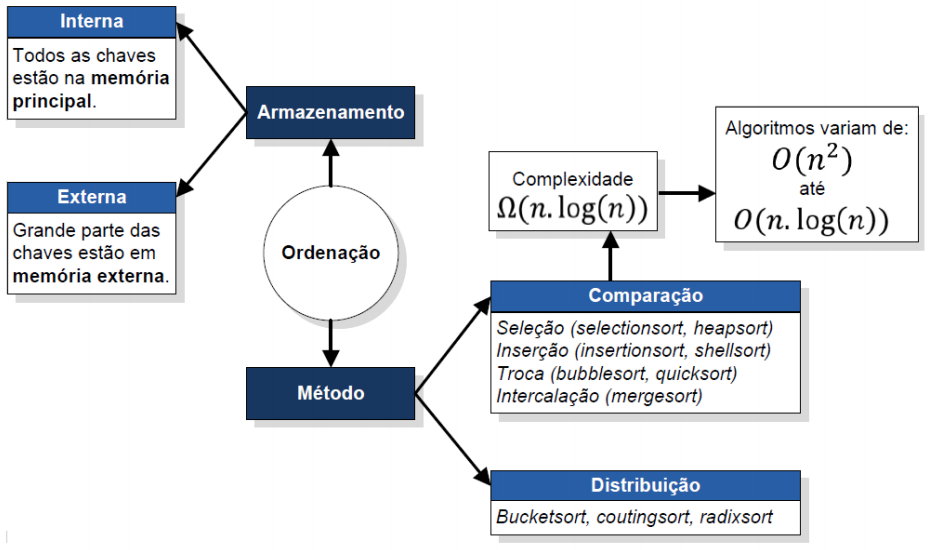 Interna
Todos as chaves
estão na memória
principal.
Armazenamento
Externa
Grande parte das
chaves estão em
memória externa.
Ordenação
Método
Complexidade
Ω(n.log(n))
Algoritmos variam de:
O(n²)
até
O(n.log(n))
Comparação
Seleção (selectionsort, heapsort)
Inserção (insertionsort, shellsort)
Troca (bubblesort, quicksort)
Intercalação (mergesort)
Distribuição
Bucketsort, coutingsort, radixsort